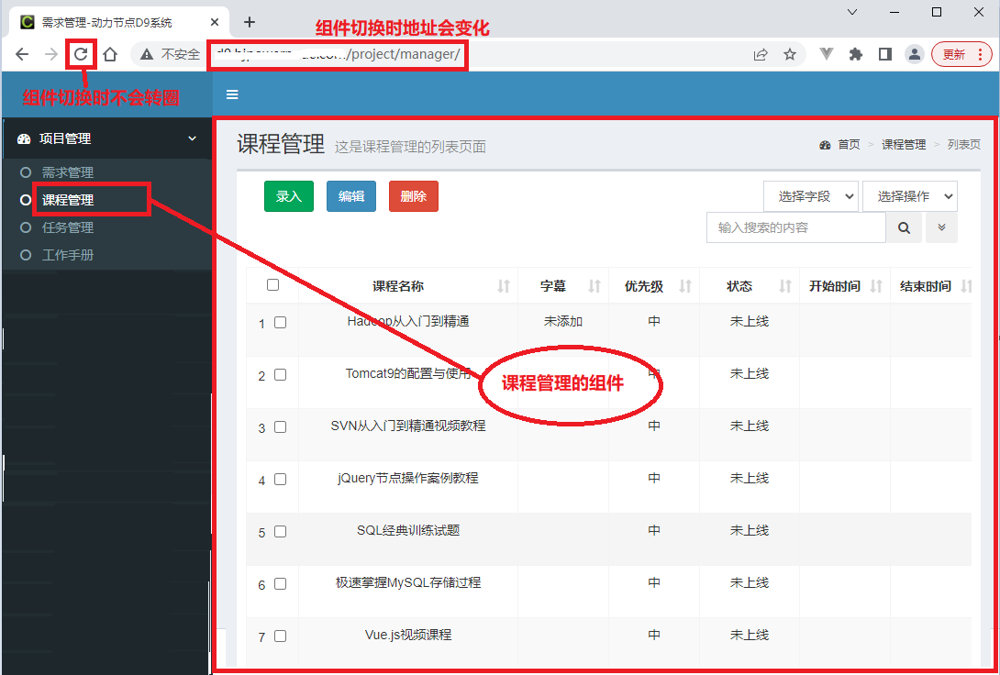 需求管理-动力节点D9系统
组件切换时地址会变化
不安全
/project/manager/
更新
组件切换时不会转圈
项目管理
需求管理
课程管理
任务管理
工作手册
课程管理 这是课程管理的列表页面
首页 > 课程管理 > 列表页
录入 编辑 删除 选择字段 选择操作
输入搜索的内容
课程名称 字幕 优先级 状态 开始时间 结束时间
1 Hadoop从入门到精通 未添加 中 未上线
2 Tomcat9的配置与使用 中 未上线
课程管理的组件
3 SVN从入门到精通视频教程 中 未上线
4 jQuery节点操作案例教程 中 未上线
5 SQL经典训练试题 中 未上线
6 极速掌握MySQL存储过程 中 未上线
7 Vue.js视频课程 中 未上线